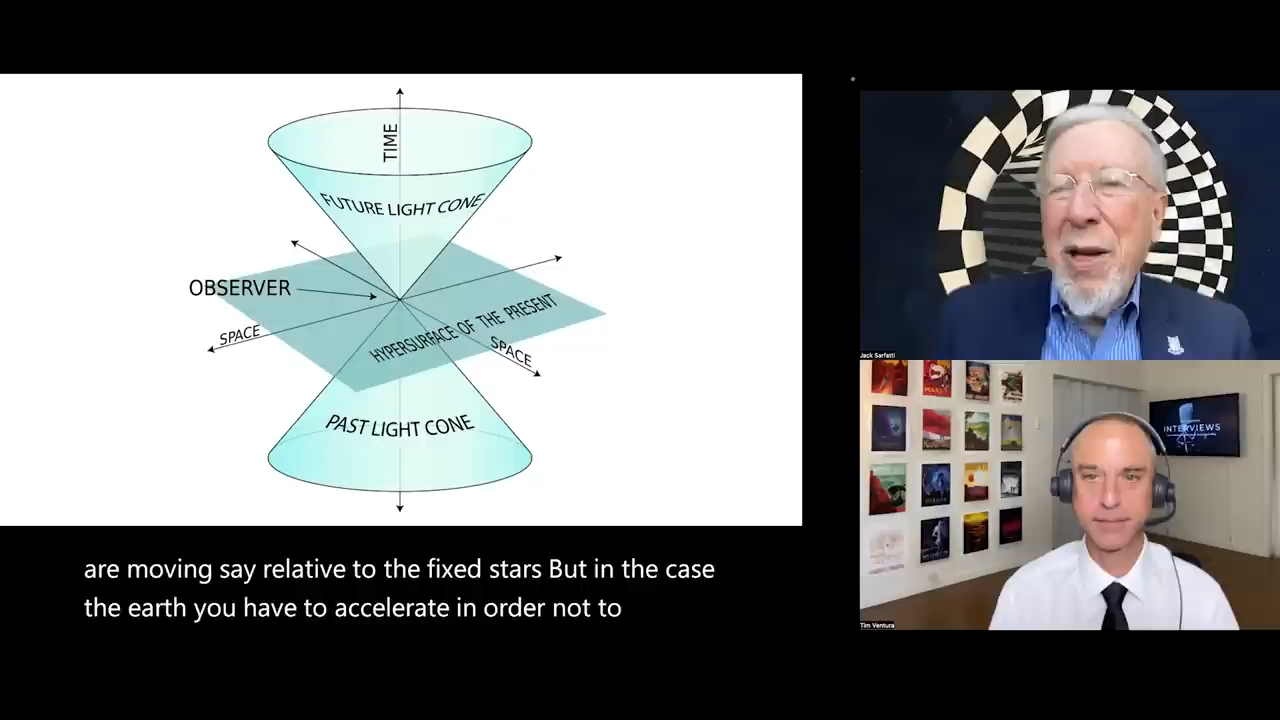 TIME
FUTURE LIGHT CONE
OBSERVER
SPACE
HYPERSURFACE OF THE PRESENT
SPACE
PAST LIGHT CONE
Jack Sarfatti
INTERVIEWS
Tim Ventura
are moving say relative to the fixed stars But in the case
the earth you have to accelerate in order not to